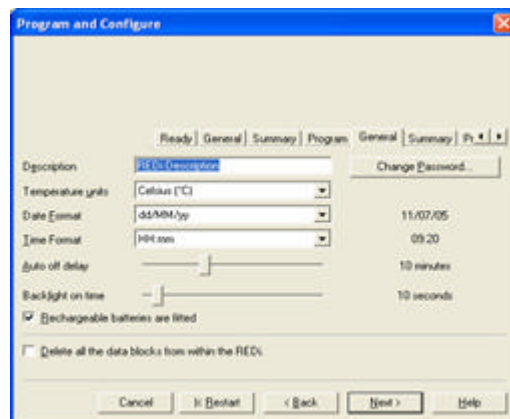 Program and Configure
Ready General Summary Program General Summary Pr
Description REDi Description Change Password...
Temperature units Celsius (°C)
Date Format dd/MM/yy 11/07/05
Time Format HH:mm 09:20
Auto off delay 10 minutes
Backlight on time 10 seconds
Rechargeable batteries are fitted
Delete all the data blocks from within the REDi.
Cancel |< Restart < Back Next > Help